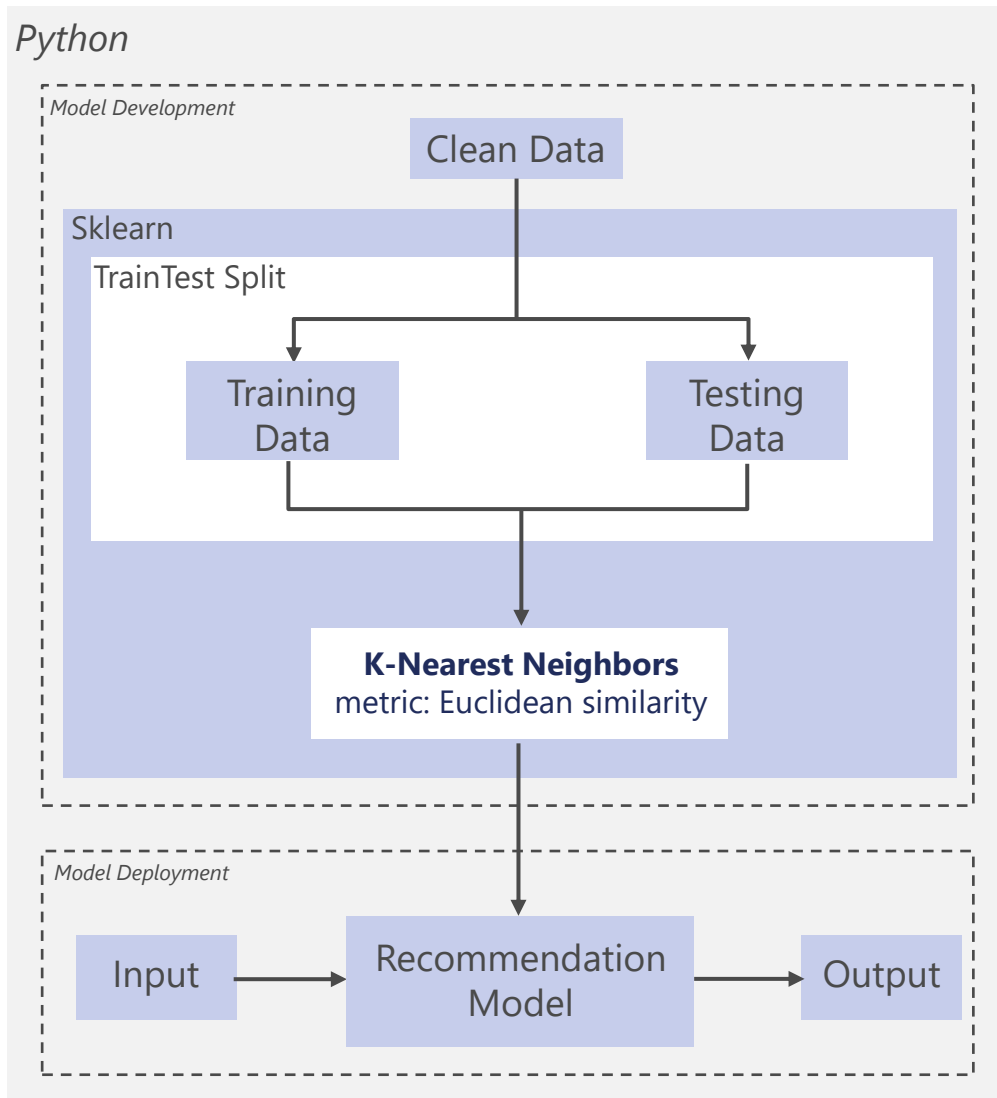 Python
Model Development
Clean Data
Sklearn
TrainTest Split
Training
Data
Testing
Data
K-Nearest Neighbors
metric: Euclidean similarity
Model Deployment
Input
Recommendation
Model
Output